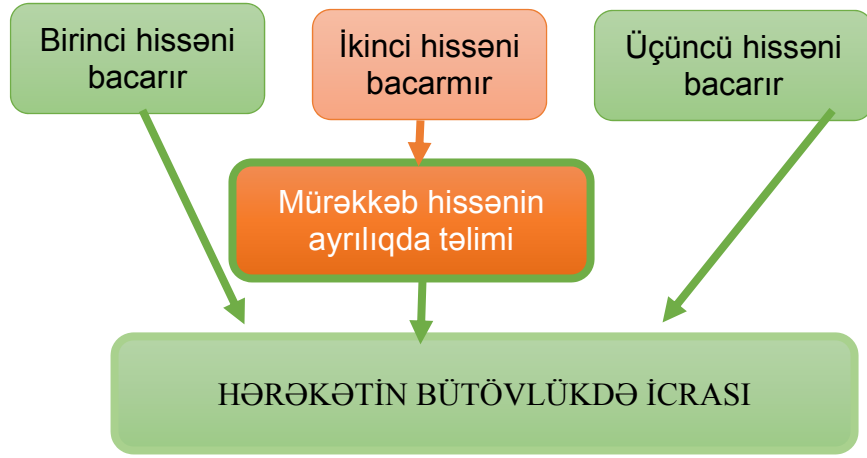 Birinci hissəni
bacarır
İkinci hissəni
bacarmır
Üçüncü hissəni
bacarır
Mürəkkəb hissənin
ayrılıqda təlimi
HƏRƏKƏTİN BÜTÖVLÜKDƏ İCRASI